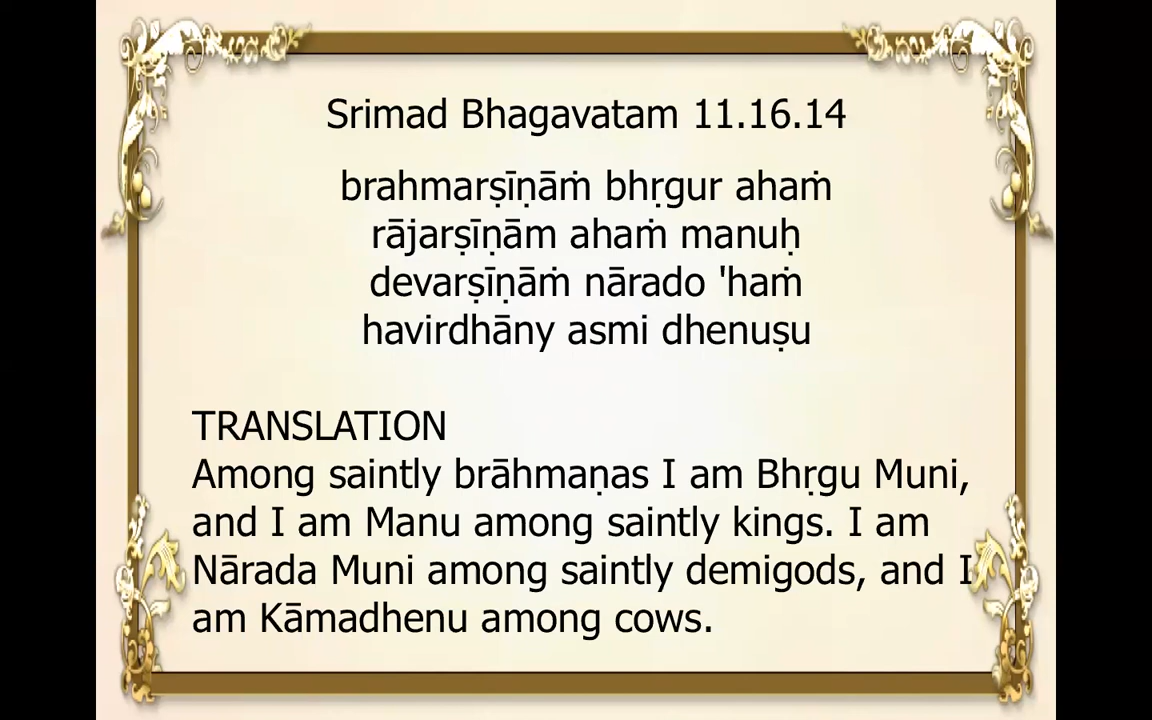 Srimad Bhagavatam 11.16.14
brahmarṣīṇāṁ bhṛgur ahaṁ
rājarṣīṇām ahaṁ manuḥ
devarṣīṇāṁ nārado 'haṁ
havirdhāny asmi dhenuṣu
TRANSLATION
Among saintly brāhmaṇas I am Bhṛgu Muni,
and I am Manu among saintly kings. I am
Nārada Muni among saintly demigods, and I
am Kāmadhenu among cows.